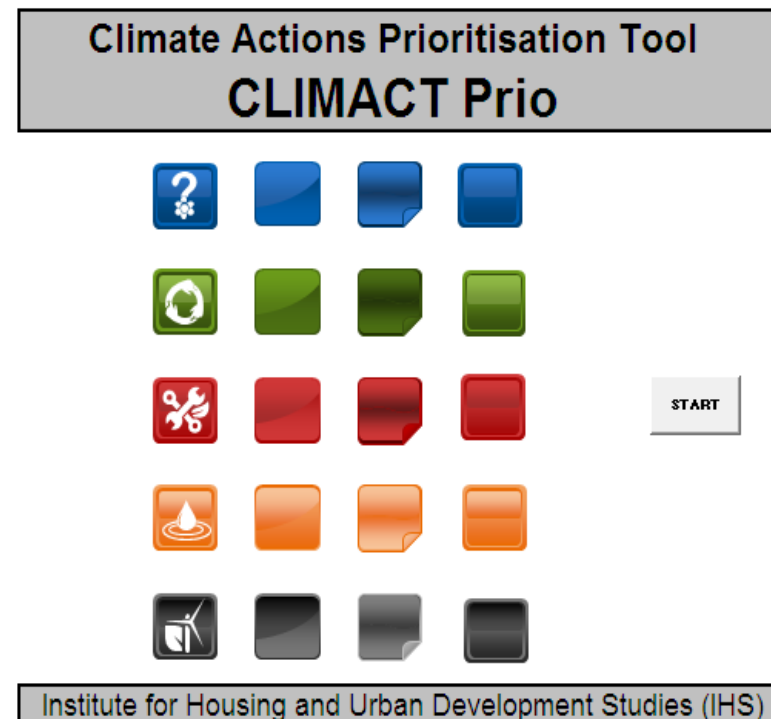 Climate Actions Prioritisation Tool
CLIMACT Prio
?
START
Institute for Housing and Urban Development Studies (IHS)